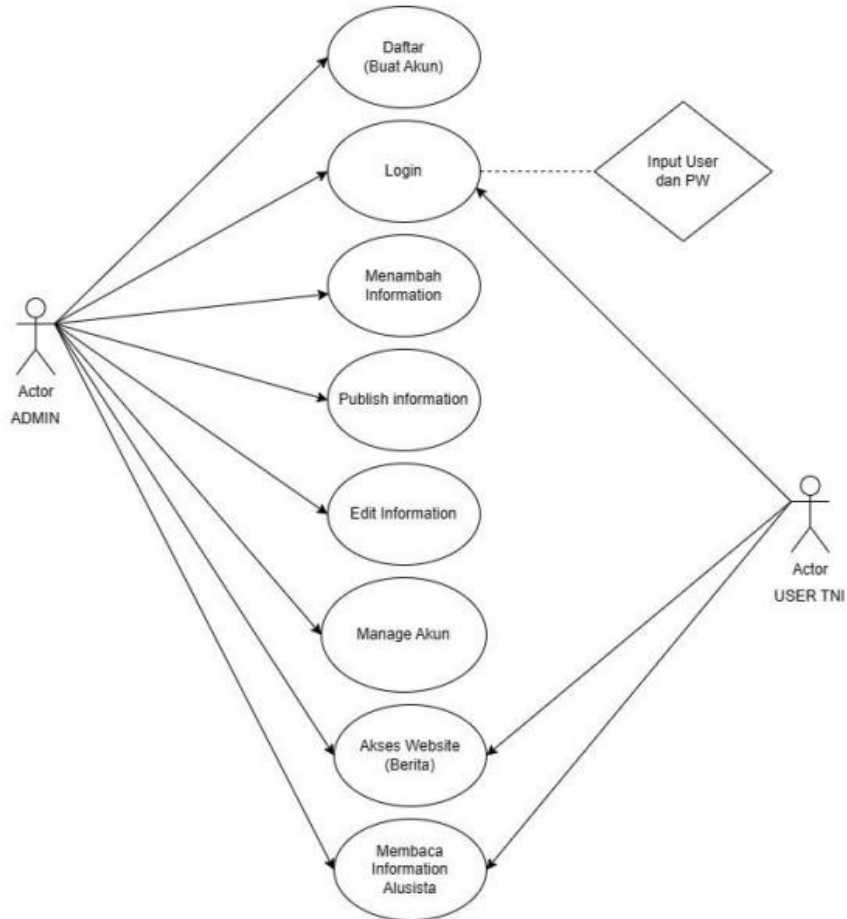 Daftar
(Buat Akun)
Login
Input User
dan PW
Menambah
Information
Actor
ADMIN
Publish information
Edit Information
Actor
USER TNI
Manage Akun
Akses Website
(Berita)
Membaca
Information
Alusista